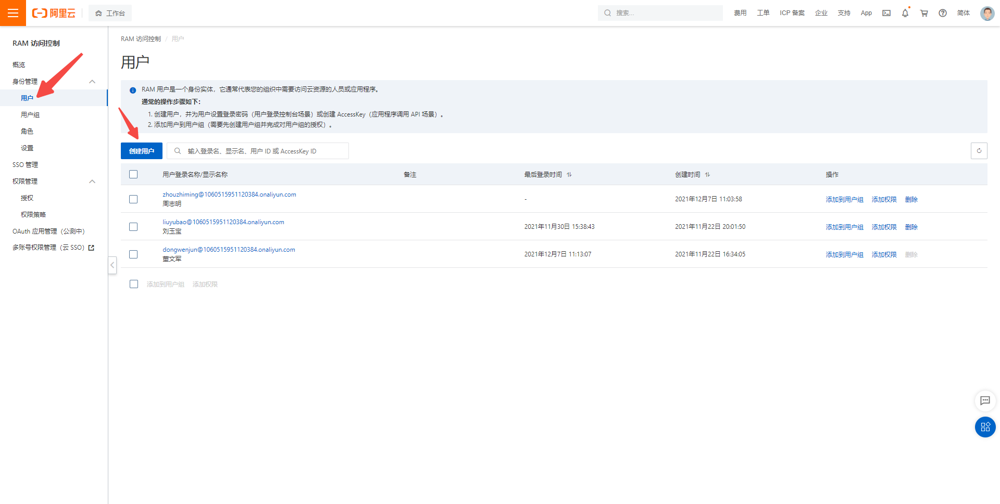 阿里云
工作台
搜索...
费用
工单
ICP 备案
企业
支持
App
简体
RAM 访问控制
概览
身份管理
用户
用户组
角色
设置
SSO 管理
权限管理
授权
权限策略
OAuth 应用管理（公测中）
多账号权限管理（云 SSO）
RAM 访问控制 / 用户
用户
RAM 用户是一个身份实体，它通常代表您的组织中需要访问云资源的人员或应用程序。
通常的操作步骤如下：
1. 创建用户，并为用户设置登录密码（用户登录控制台场景）或创建 AccessKey（应用程序调用 API 场景）。
2. 添加用户到用户组（需要先创建用户组并完成对用户组的授权）。
创建用户
输入登录名、显示名、用户 ID 或 AccessKey ID
用户登录名称/显示名称 备注 最后登录时间 创建时间 操作
zhouzhiming@1060515951120384.onaliyun.com
周志明
- 2021年12月7日 11:03:58 添加到用户组 添加权限 删除
liuyubao@1060515951120384.onaliyun.com
刘玉宝
2021年11月30日 15:38:43 2021年11月22日 20:01:50 添加到用户组 添加权限 删除
dongwenjun@1060515951120384.onaliyun.com
董文军
2021年12月7日 11:13:07 2021年11月22日 16:34:05 添加到用户组 添加权限 删除
添加到用户组 添加权限